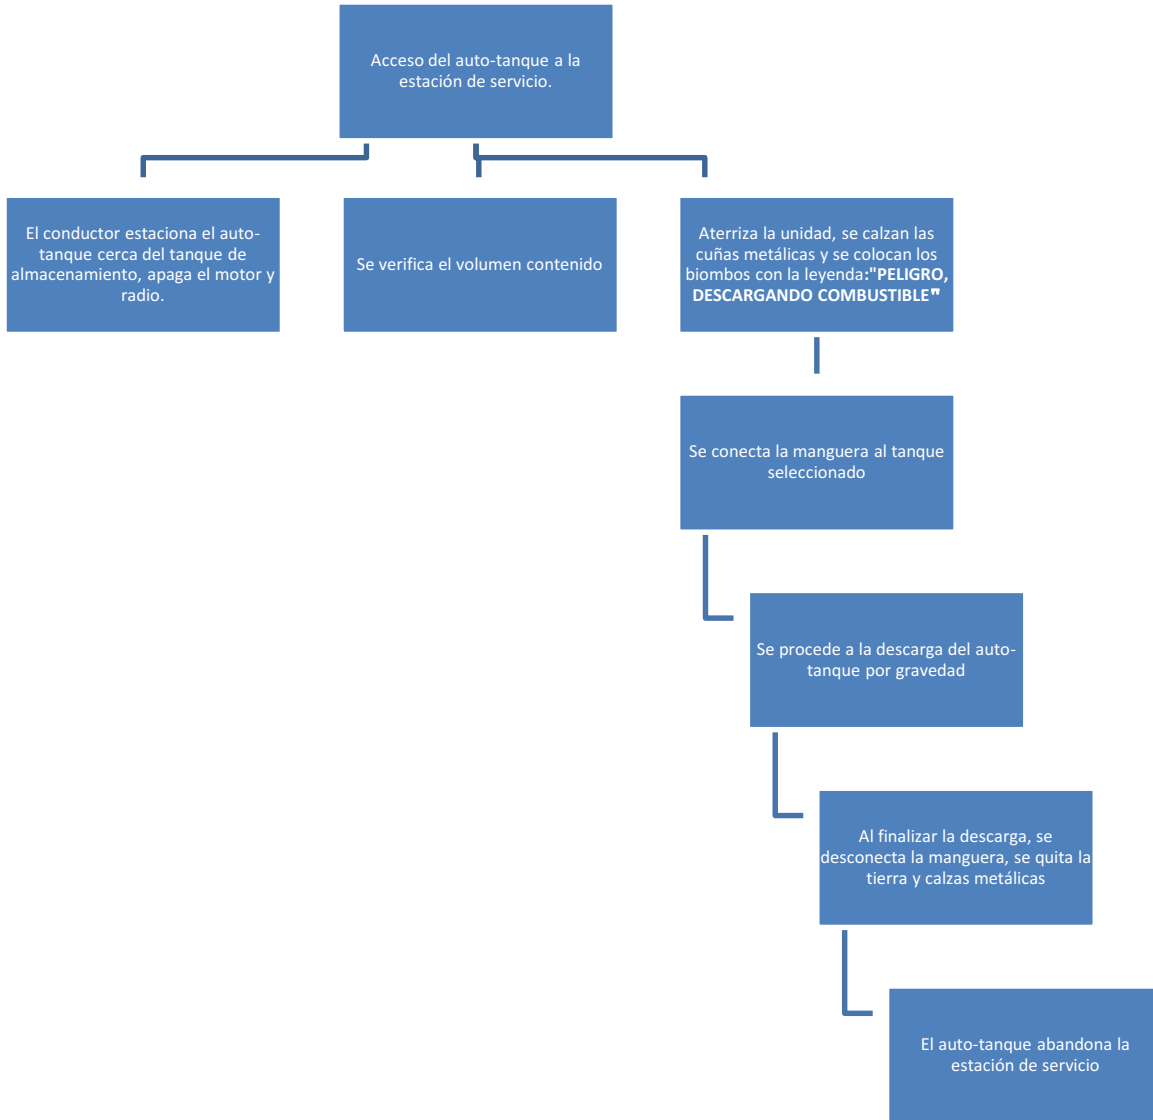 Acceso del auto-tanque a la
estación de servicio.
El conductor estaciona el auto-
tanque cerca del tanque de
almacenamiento, apaga el motor y
radio.
Se verifica el volumen contenido
Aterriza la unidad, se calzan las
cuñas metálicas y se colocan los
biombos con la leyenda:"PELIGRO,
DESCARGANDO COMBUSTIBLE"
Se conecta la manguera al tanque
seleccionado
Se procede a la descarga del auto-
tanque por gravedad
Al finalizar la descarga, se
desconecta la manguera, se quita la
tierra y calzas metálicas
El auto-tanque abandona la
estación de servicio